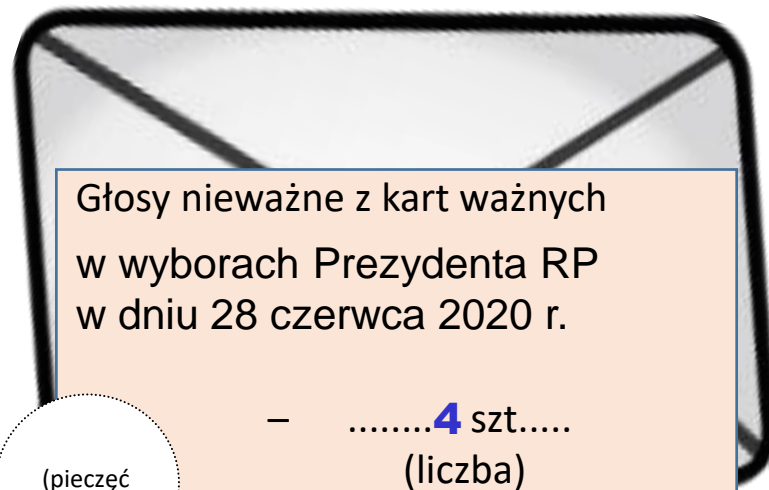 Głosy nieważne z kart ważnych
w wyborach Prezydenta RP
w dniu 28 czerwca 2020 r.
– ........4 szt.....
(liczba)
(pieczęć